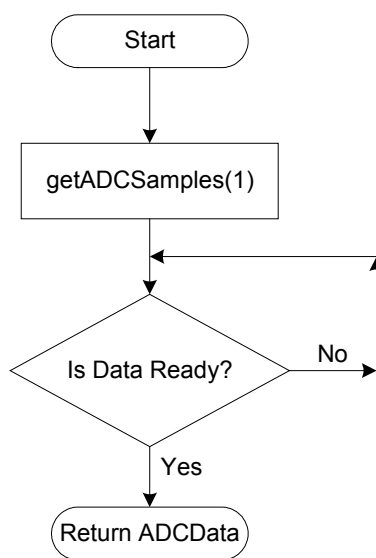 Start
getADCSamples(1)
Is Data Ready?
No
Yes
Return ADCData